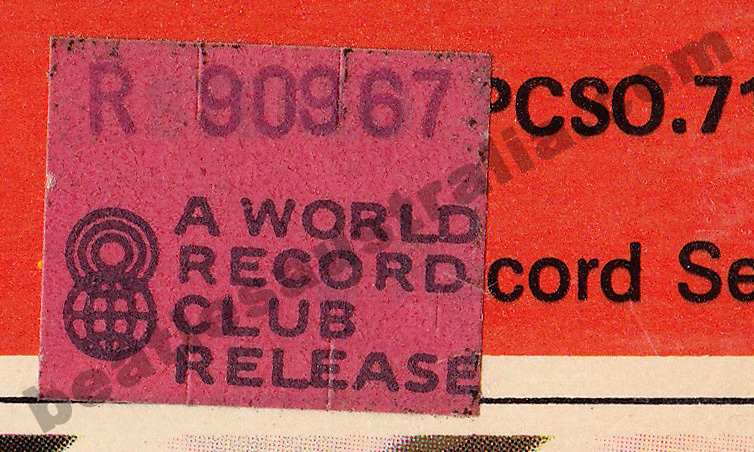 R 90967
PCSO.71
A WORLD
RECORD
CLUB
RELEASE
cord Se
beatlesaustralia.com